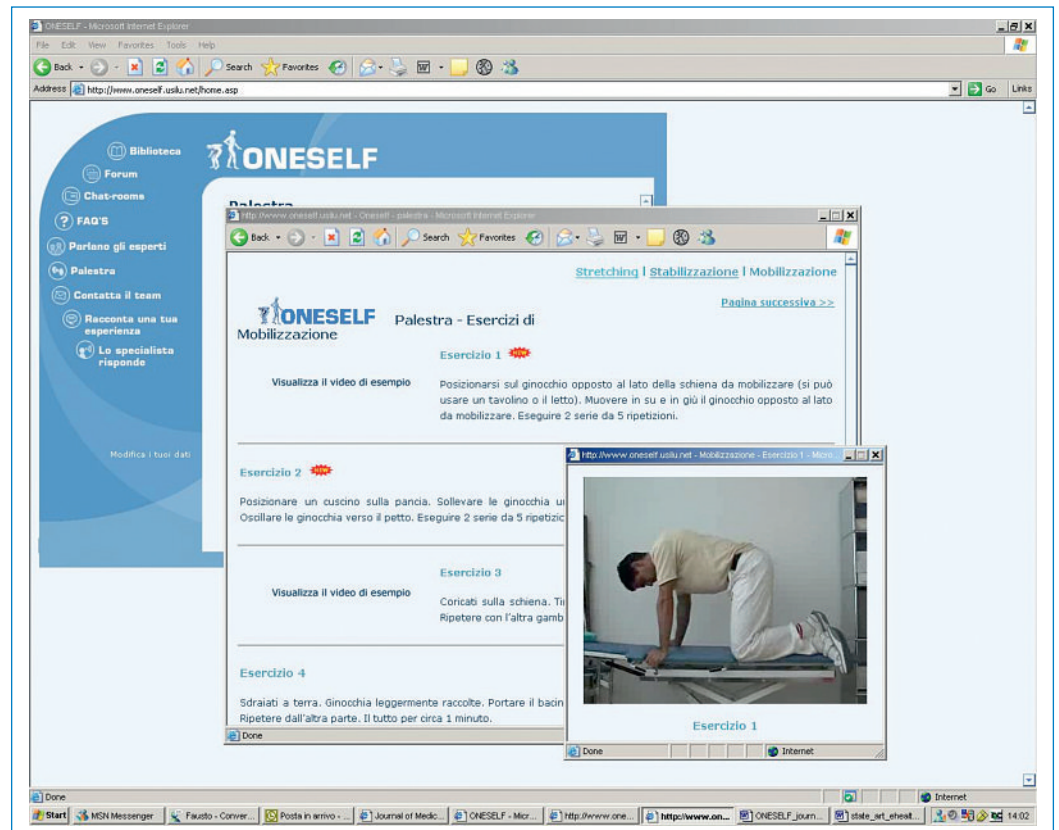 ONESELF - Microsoft Internet Explorer
File Edit View Favorites Tools Help
Back Search Favorites
Address http://www.oneself.usilu.net/home.asp Go Links
ONESELF
Biblioteca
Forum
Chat-rooms
FAQ'S
Parlano gli esperti
Palestra
Contatta il team
Racconta una tua
esperienza
Lo specialista
risponde
Modifica i tuoi dati
Palestra
http://www.oneself.usilu.net - Oneself - palestra - Microsoft Internet Explorer
Back Search Favorites
Stretching | Stabilizzazione | Mobilizzazione
Pagina successiva >>
ONESELF Palestra - Esercizi di
Mobilizzazione
Esercizio 1 NEW
Visualizza il video di esempio
Posizionarsi sul ginocchio opposto al lato della schiena da mobilizzare (si può
usare un tavolino o il letto). Muovere in su e in giù il ginocchio opposto al lato
da mobilizzare. Eseguire 2 serie da 5 ripetizioni.
Esercizio 2 NEW
Posizionare un cuscino sulla pancia. Sollevare le ginocchia
Oscillare le ginocchia verso il petto. Eseguire 2 serie da 5
Esercizio 3
Visualizza il video di esempio
Coricati sulla schiena.
Ripetere con l'altra
Esercizio 4
Sdraiati a terra. Ginocchia leggermente raccolte. Portare il
Ripetere dall'altra parte. Il tutto per circa 1 minuto.
Done
http://www.oneself.usilu.net - Mobilizzazione - Esercizio 1 - Micro...
Esercizio 1
Done Internet
Done Internet
Start MSN Messenger Fausto - Conver... Posta in arrivo - ... Journal of Medic... ONESELF - Micr... http://www.one... http://www.on... ONESELF_journ... state_art_eheat... 14:02